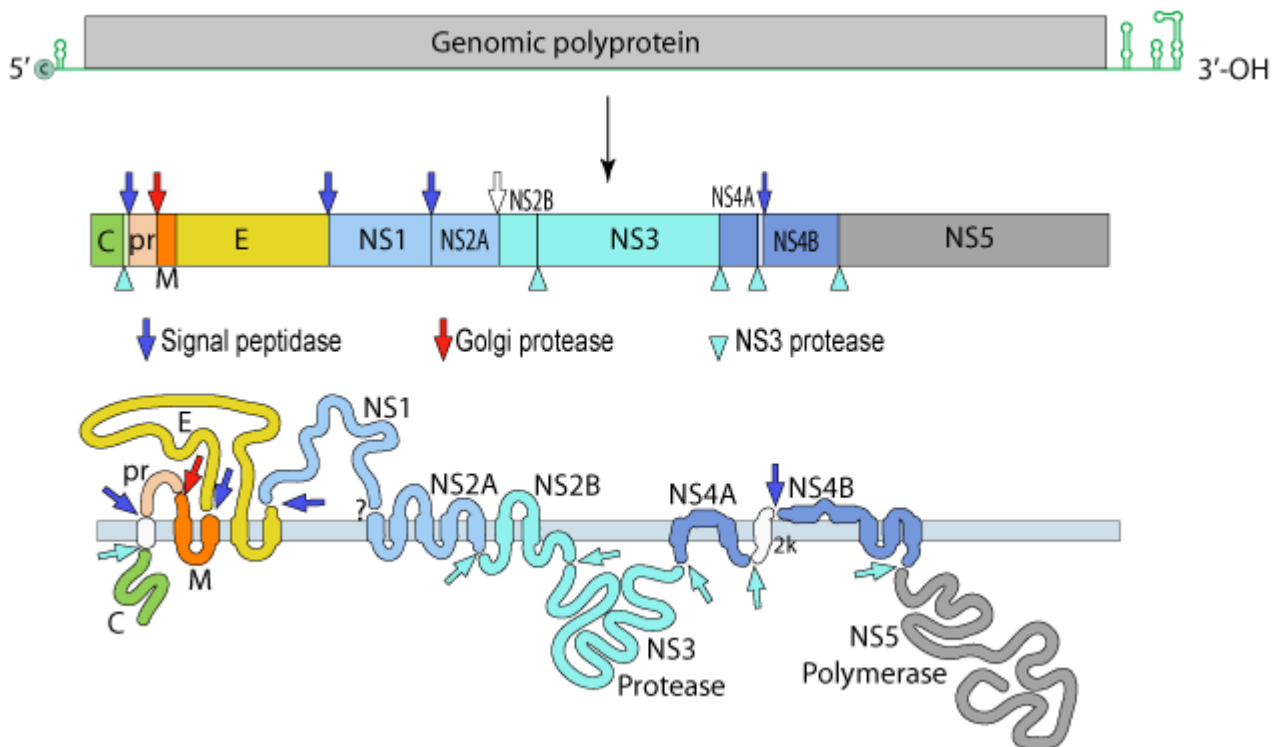 Genomic polyprotein
5′ C 3′-OH
NS2B NS4A
C pr E NS1 NS2A NS3 NS4B NS5
M
Signal peptidase Golgi protease NS3 protease
E NS1
pr NS2A NS2B NS4A NS4B
?
2k
M
C
NS3
Protease
NS5
Polymerase